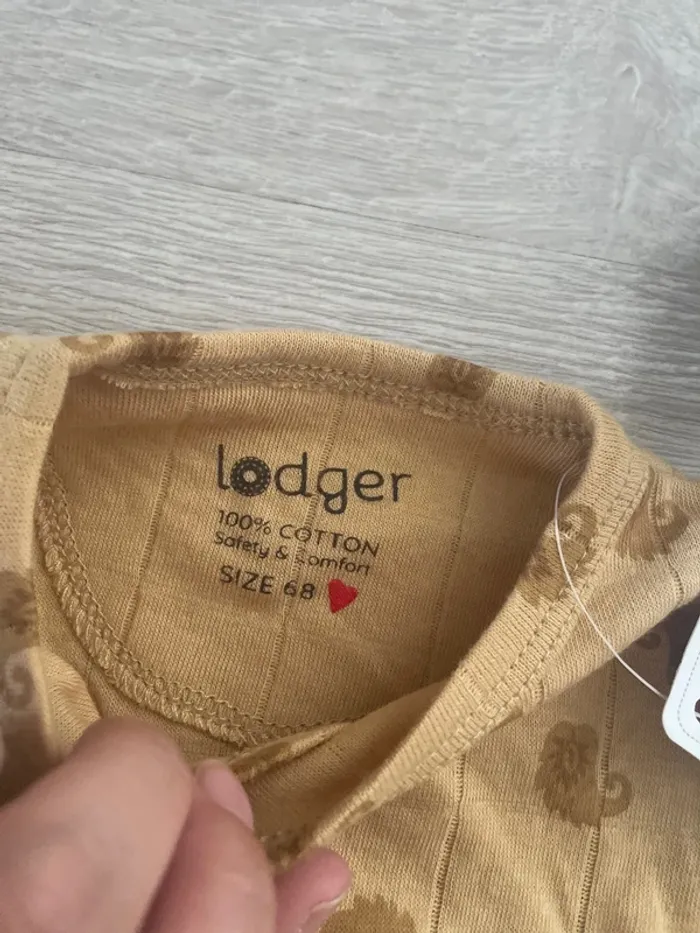 lodger
100% COTTON
Safety & Comfort
SIZE 68